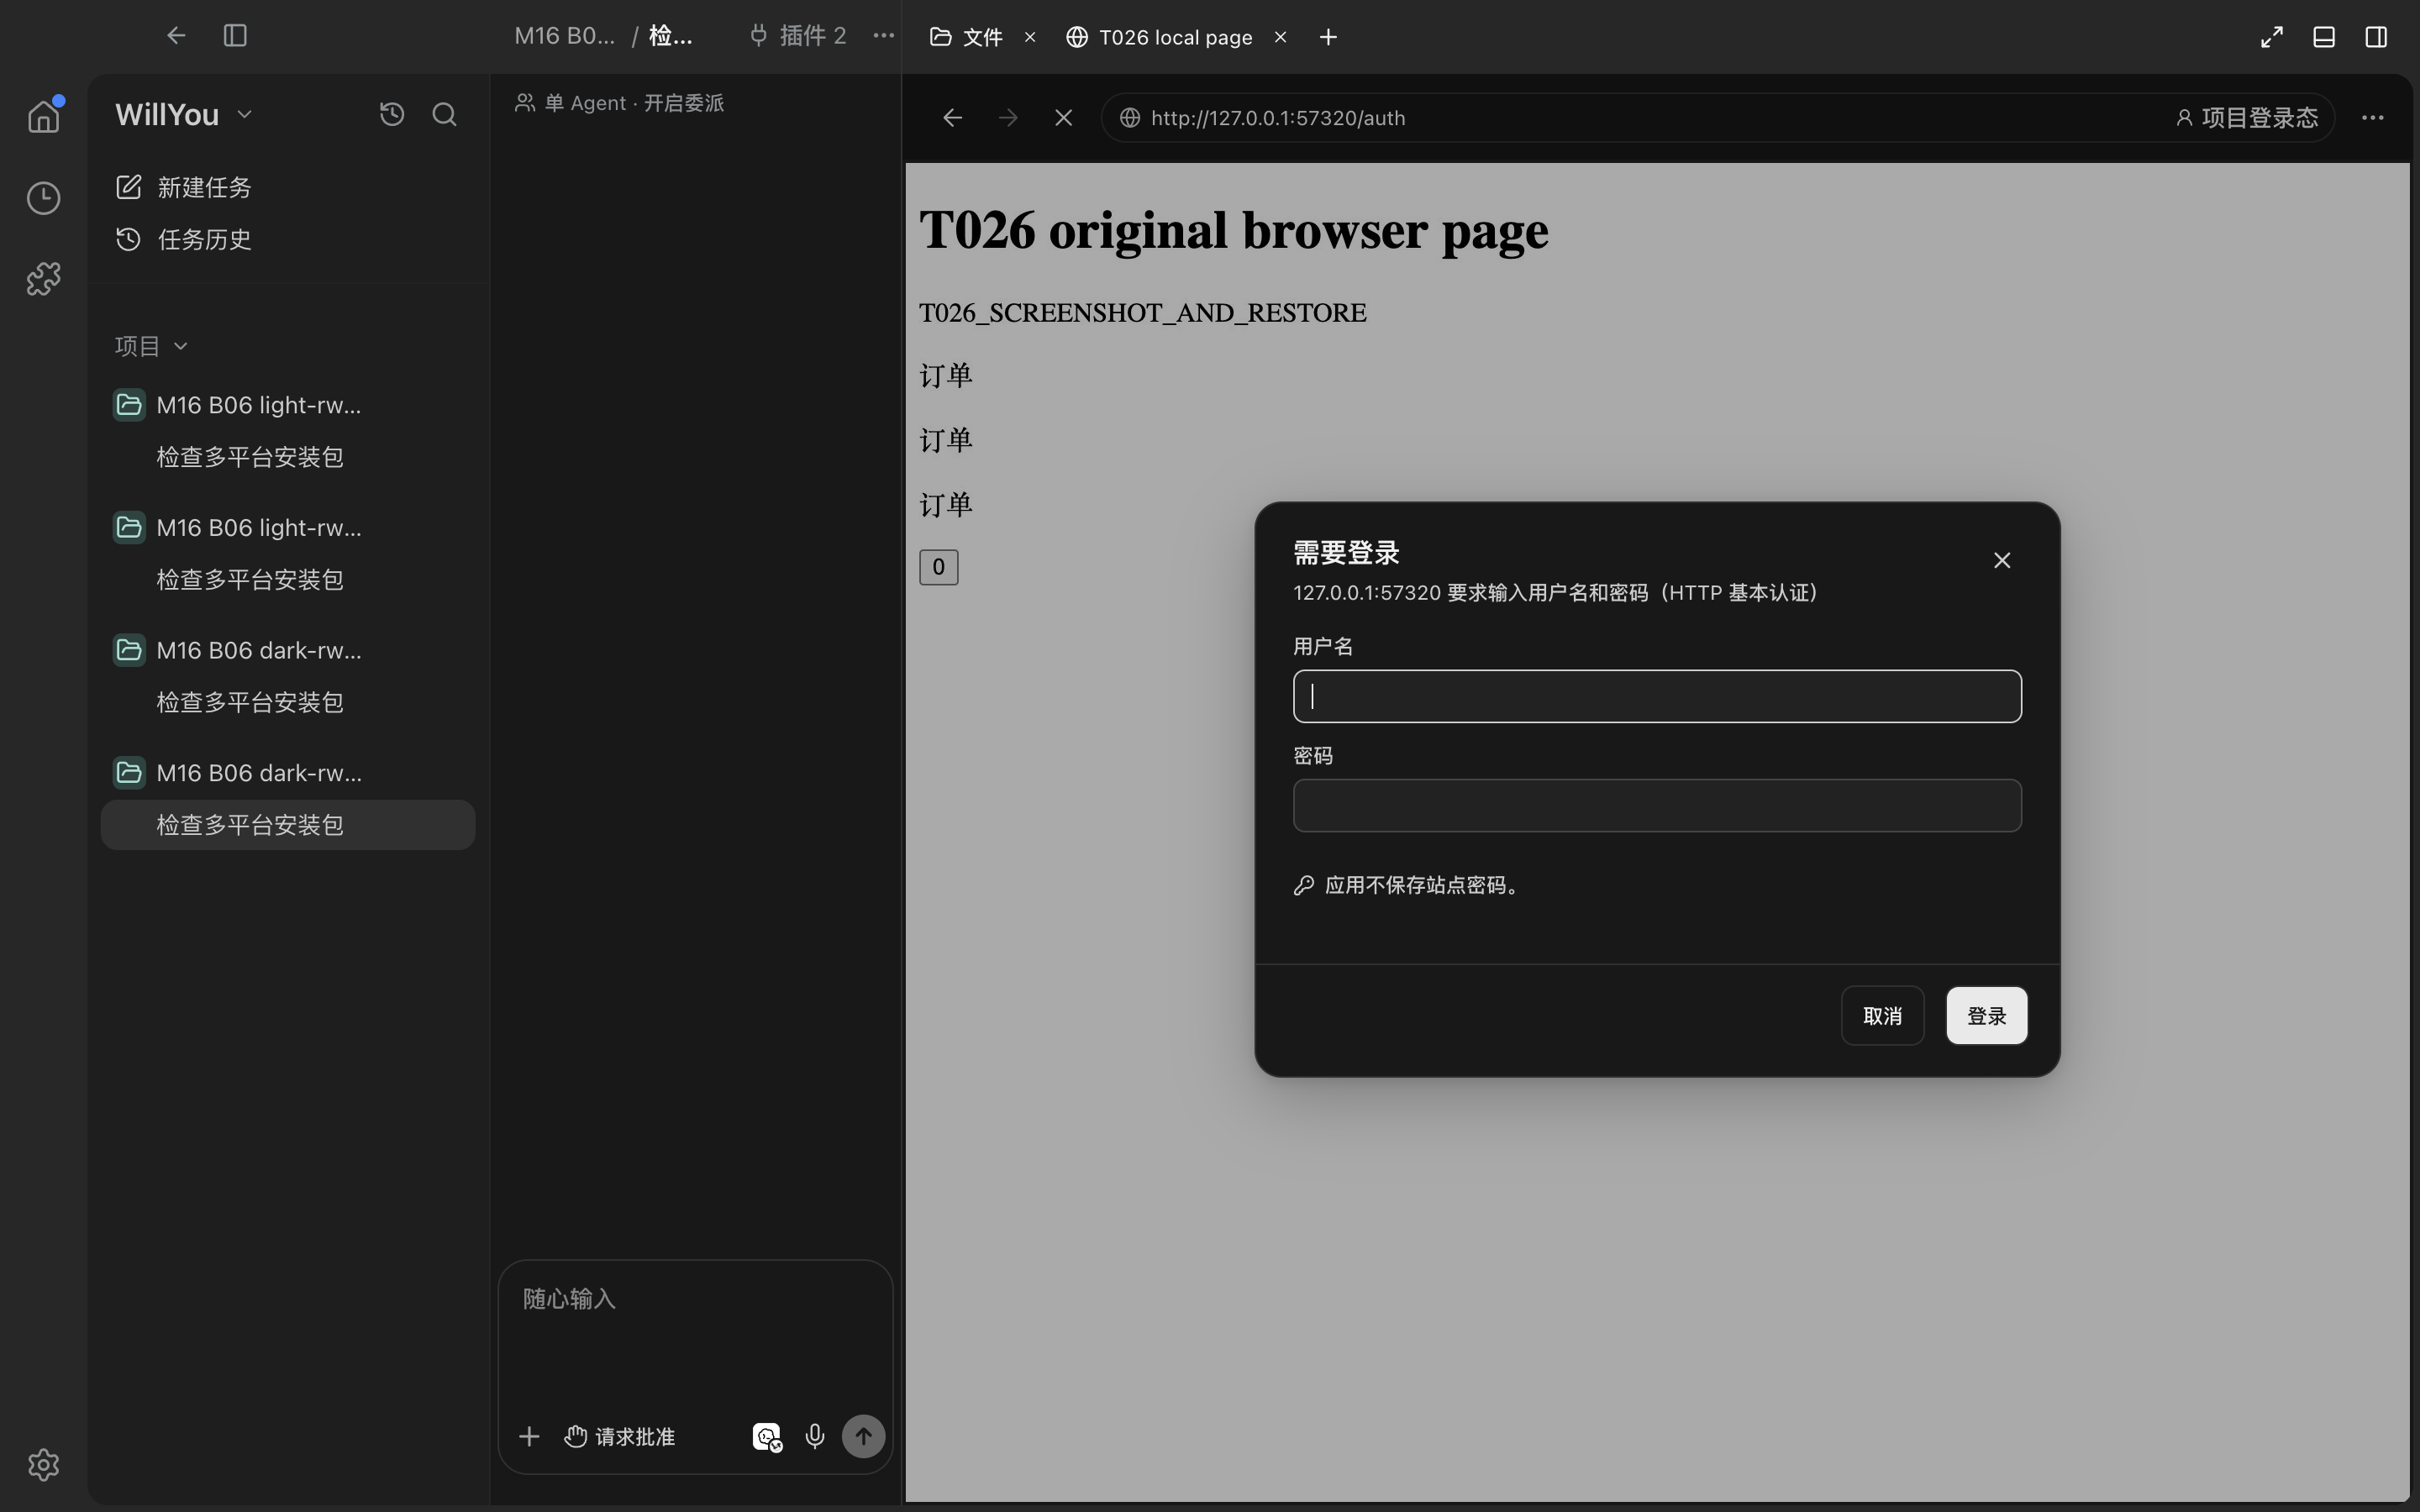 M16 B0... / 检... 插件 2
文件
T026 local page
WillYou
新建任务
任务历史
项目
M16 B06 light-rw...
检查多平台安装包
M16 B06 light-rw...
检查多平台安装包
M16 B06 dark-rw...
检查多平台安装包
M16 B06 dark-rw...
检查多平台安装包
单 Agent · 开启委派
随心输入
请求批准
http://127.0.0.1:57320/auth
项目登录态
T026 original browser page
T026_SCREENSHOT_AND_RESTORE
订单
订单
订单
0
需要登录
127.0.0.1:57320 要求输入用户名和密码（HTTP 基本认证）
用户名
密码
应用不保存站点密码。
取消
登录